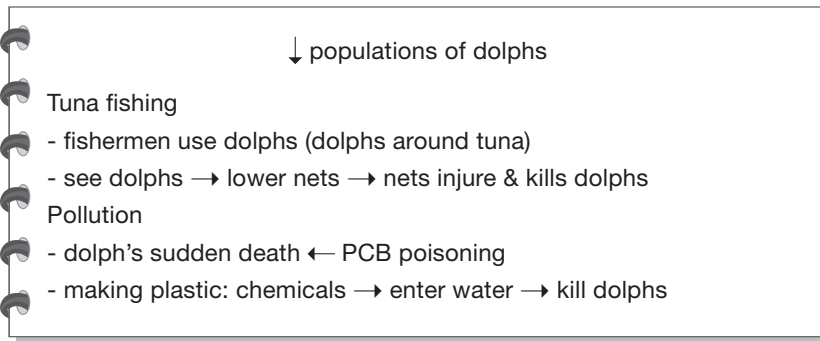 ↓ populations of dolphs
Tuna fishing
- fishermen use dolphs (dolphs around tuna)
- see dolphs → lower nets → nets injure & kills dolphs
Pollution
- dolph's sudden death ← PCB poisoning
- making plastic: chemicals → enter water → kill dolphs